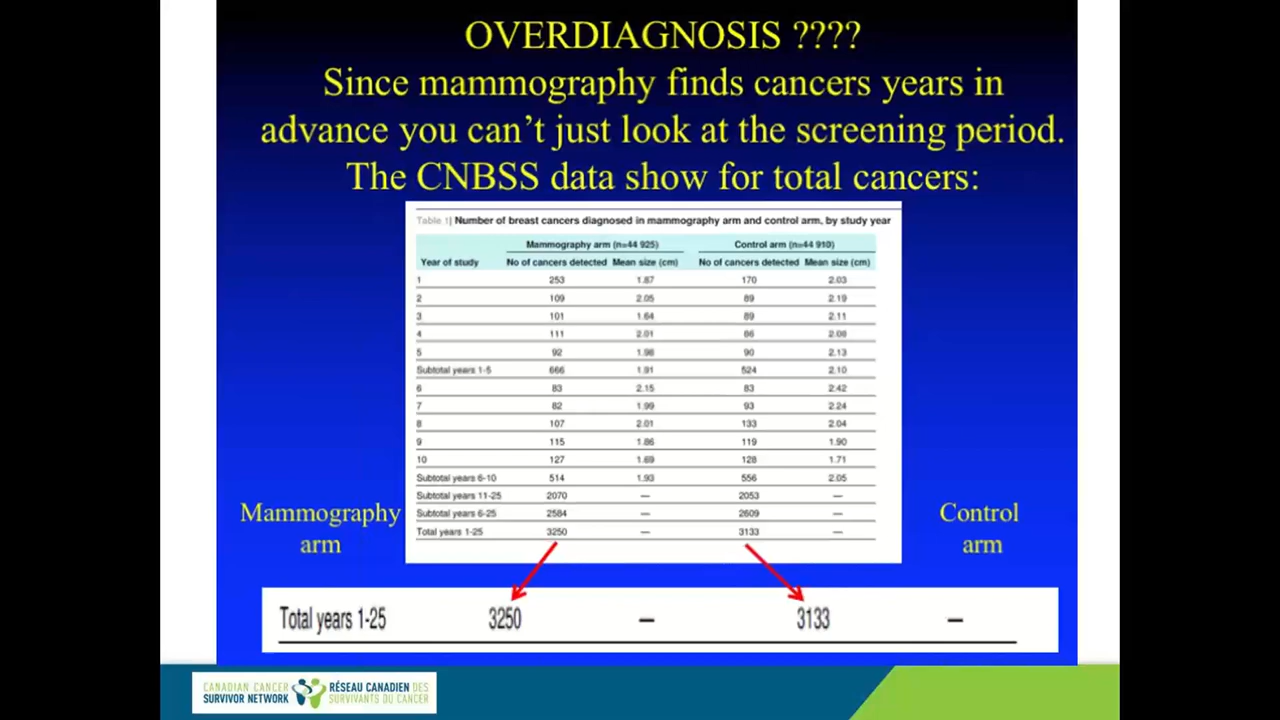 OVERDIAGNOSIS ????
Since mammography finds cancers years in
advance you can't just look at the screening period.
The CNBSS data show for total cancers:
Table 1| Number of breast cancers diagnosed in mammography arm and control arm, by study year
Mammography arm (n=44 925) Control arm (n=44 910)
Year of study No of cancers detected Mean size (cm) No of cancers detected Mean size (cm)
1 253 1.87 170 2.03
2 109 2.05 89 2.19
3 101 1.64 89 2.11
4 111 2.01 86 2.08
5 92 1.98 90 2.13
Subtotal years 1-5 666 1.91 524 2.10
6 83 2.15 83 2.42
7 82 1.99 93 2.24
8 107 2.01 133 2.04
9 115 1.86 119 1.90
10 127 1.69 128 1.71
Subtotal years 6-10 514 1.93 556 2.05
Subtotal years 11-25 2070 — 2053 —
Subtotal years 6-25 2584 — 2609 —
Total years 1-25 3250 — 3133 —
Mammography
arm
Control
arm
Total years 1-25 3250 — 3133 —
CANADIAN CANCER
SURVIVOR NETWORK
RÉSEAU CANADIEN DES
SURVIVANTS DU CANCER